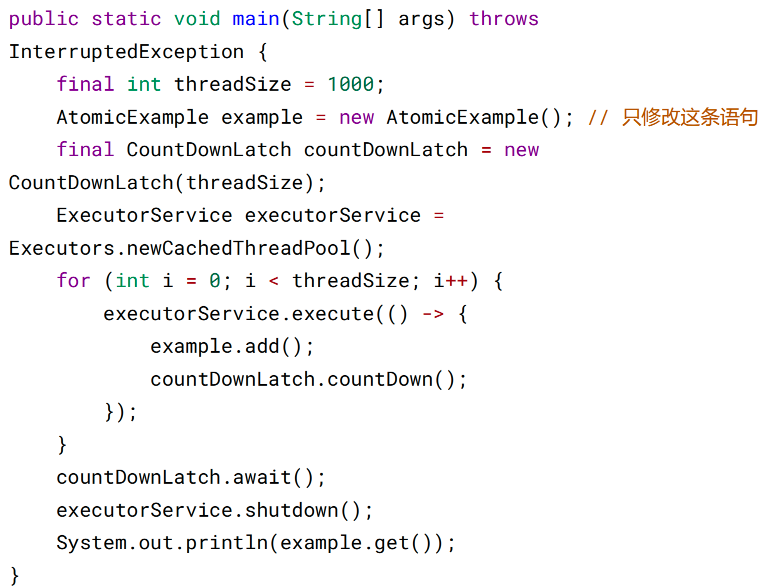 public static void main(String[] args) throws
InterruptedException {
    final int threadSize = 1000;
    AtomicExample example = new AtomicExample(); // 只修改这条语句
    final CountDownLatch countDownLatch = new
CountDownLatch(threadSize);
    ExecutorService executorService =
Executors.newCachedThreadPool();
    for (int i = 0; i < threadSize; i++) {
        executorService.execute(() -> {
            example.add();
            countDownLatch.countDown();
        });
    }
    countDownLatch.await();
    executorService.shutdown();
    System.out.println(example.get());
}